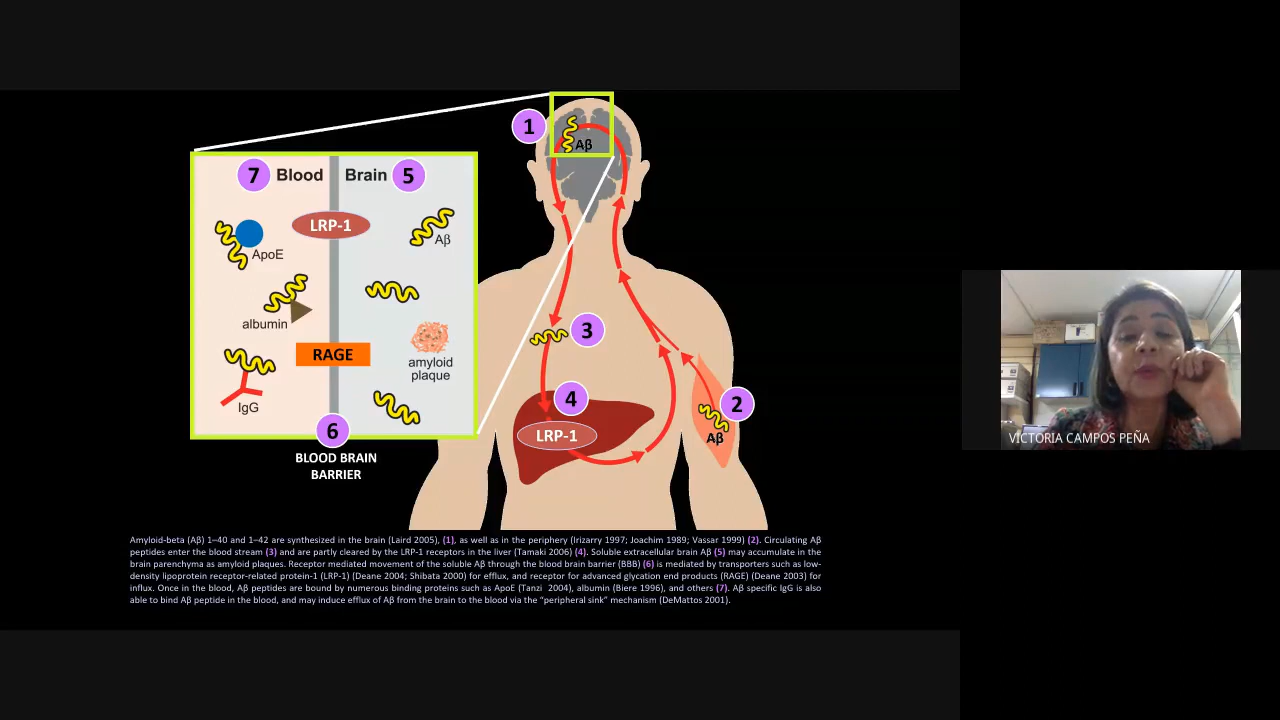 1
Aβ
7 Blood Brain 5
LRP-1
Aβ
ApoE
albumin
RAGE
amyloid
plaque
IgG
6
BLOOD BRAIN
BARRIER
3
4
LRP-1
2
Aβ
VICTORIA CAMPOS PEÑA
Amyloid-beta (Aβ) 1–40 and 1–42 are synthesized in the brain (Laird 2005), (1), as well as in the periphery (Irizarry 1997; Joachim 1989; Vassar 1999) (2). Circulating Aβ
peptides enter the blood stream (3) and are partly cleared by the LRP-1 receptors in the liver (Tamaki 2006) (4). Soluble extracellular brain Aβ (5) may accumulate in the
brain parenchyma as amyloid plaques. Receptor mediated movement of the soluble Aβ through the blood brain barrier (BBB) (6) is mediated by transporters such as low-
density lipoprotein receptor-related protein-1 (LRP-1) (Deane 2004; Shibata 2000) for efflux, and receptor for advanced glycation end products (RAGE) (Deane 2003) for
influx. Once in the blood, Aβ peptides are bound by numerous binding proteins such as ApoE (Tanzi 2004), albumin (Biere 1996), and others (7). Aβ specific IgG is also
able to bind Aβ peptide in the blood, and may induce efflux of Aβ from the brain to the blood via the “peripheral sink” mechanism (DeMattos 2001).